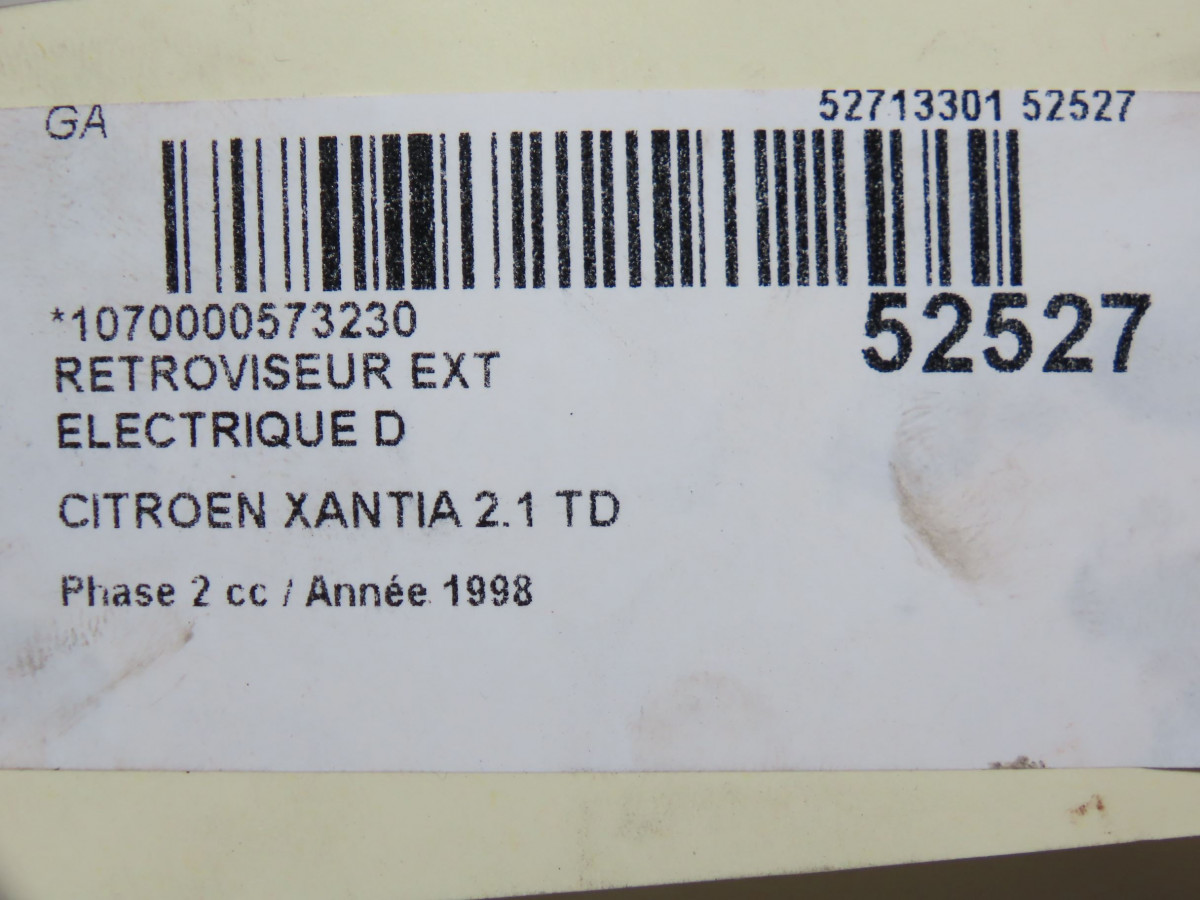 GA
52713301 52527
*1070000573230
52527
RETROVISEUR EXT
ELECTRIQUE D
CITROEN XANTIA 2.1 TD
Phase 2 cc / Année 1998